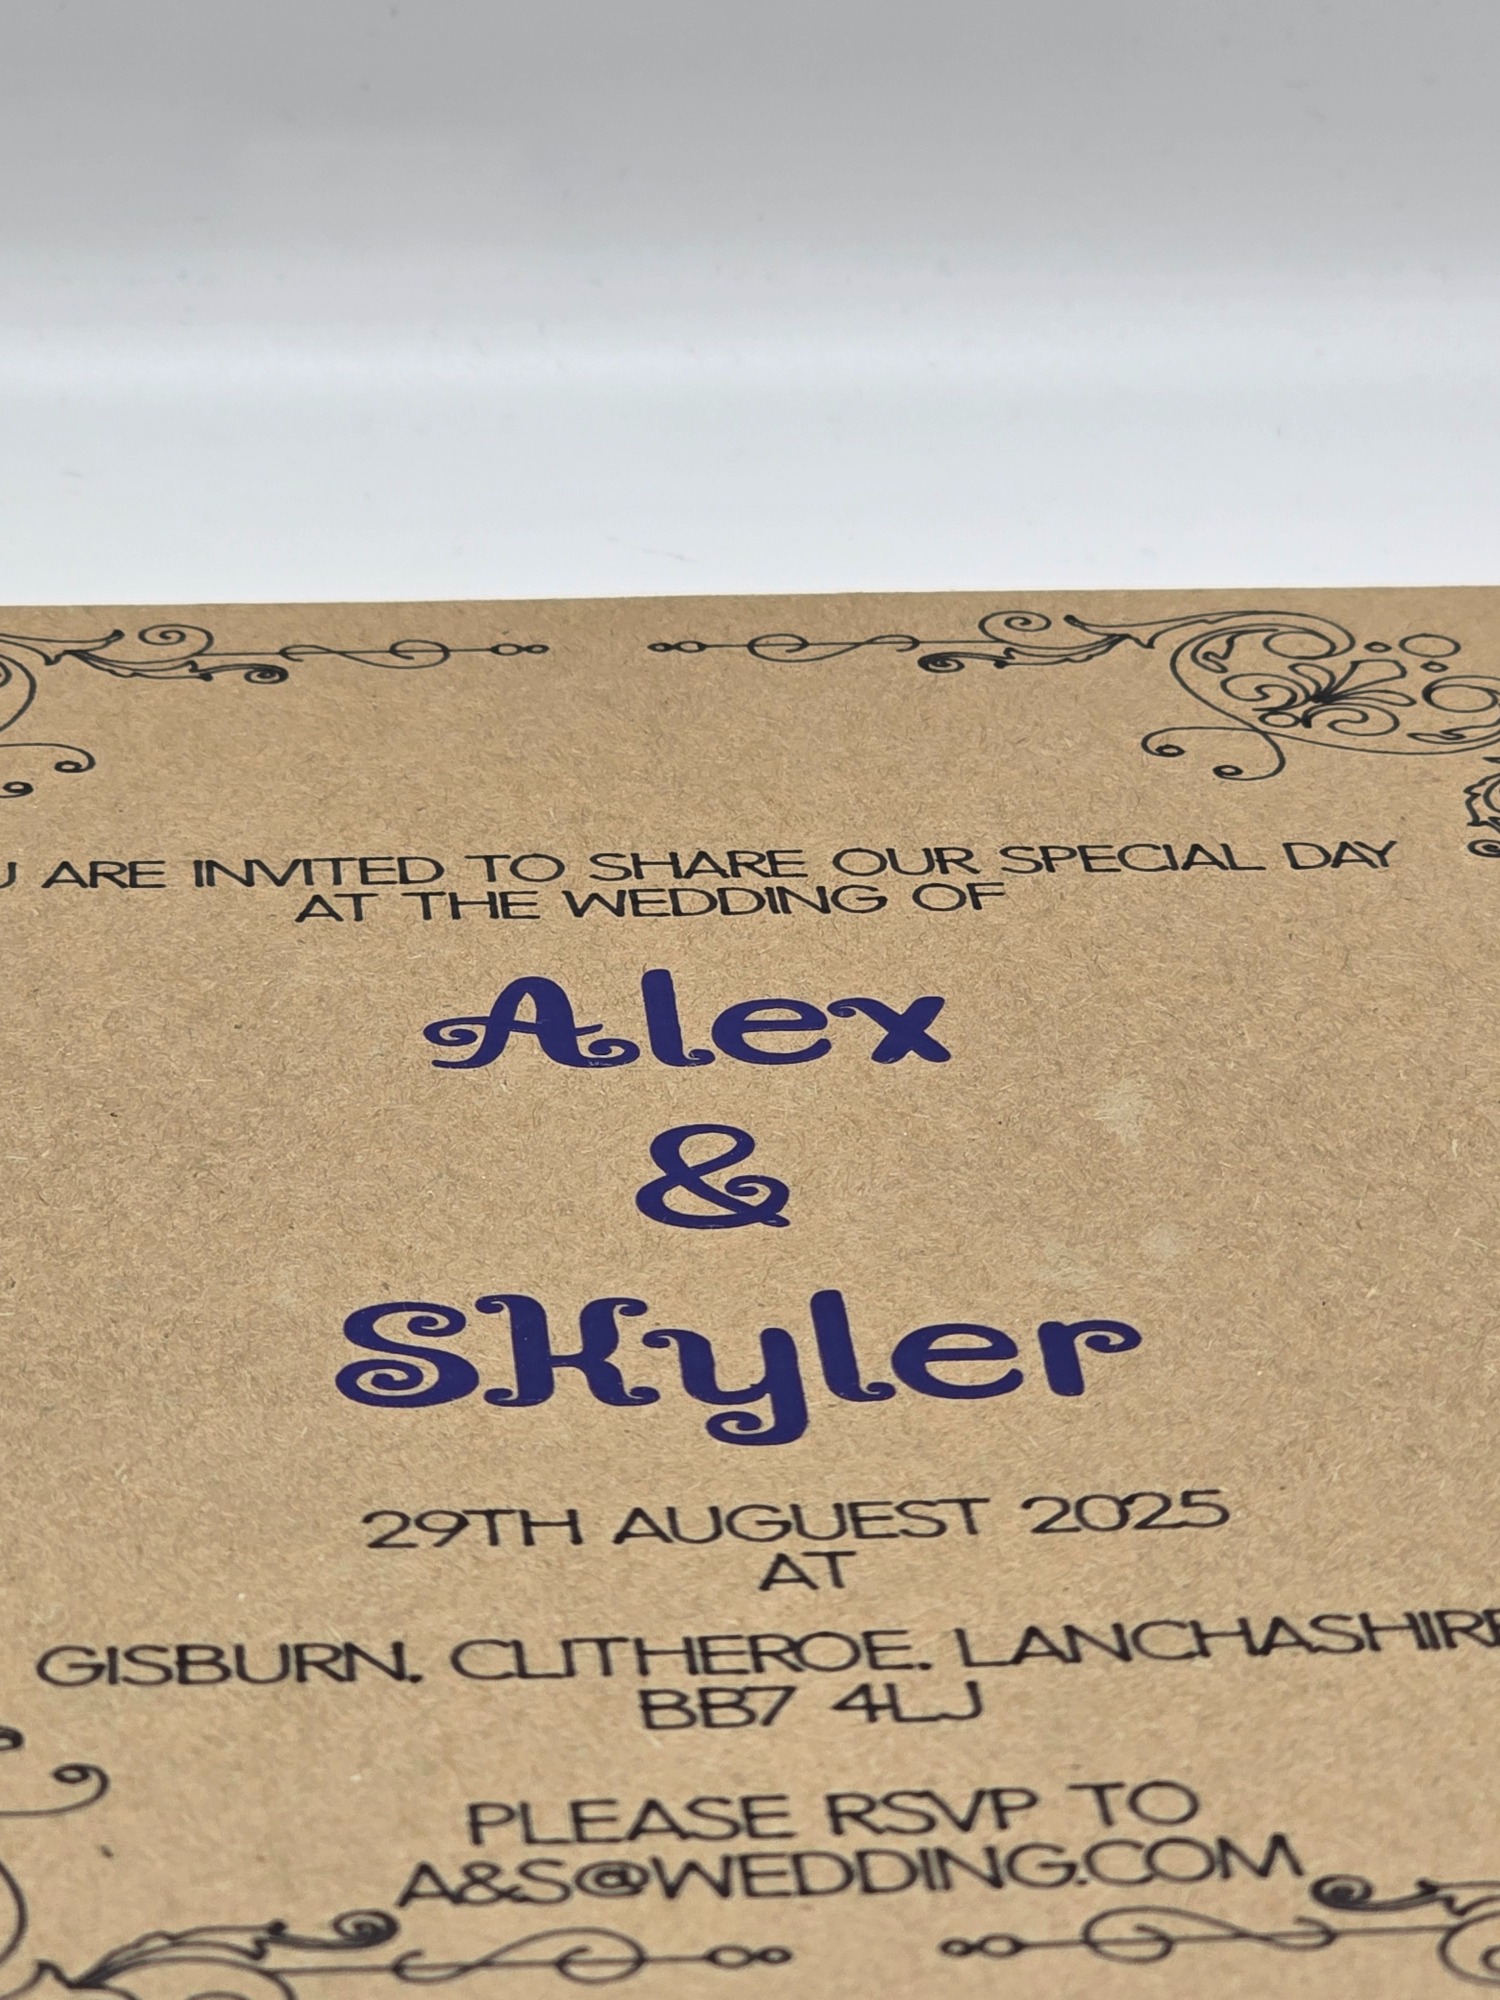 U ARE INVITED TO SHARE OUR SPECIAL DAY
AT THE WEDDING OF
Alex
&
SKyler
29TH AUGUEST 2025
AT
GISBURN, CLITHEROE, LANCHASHIRE
BB7 4LJ
PLEASE RSVP TO
A&S@WEDDING.COM